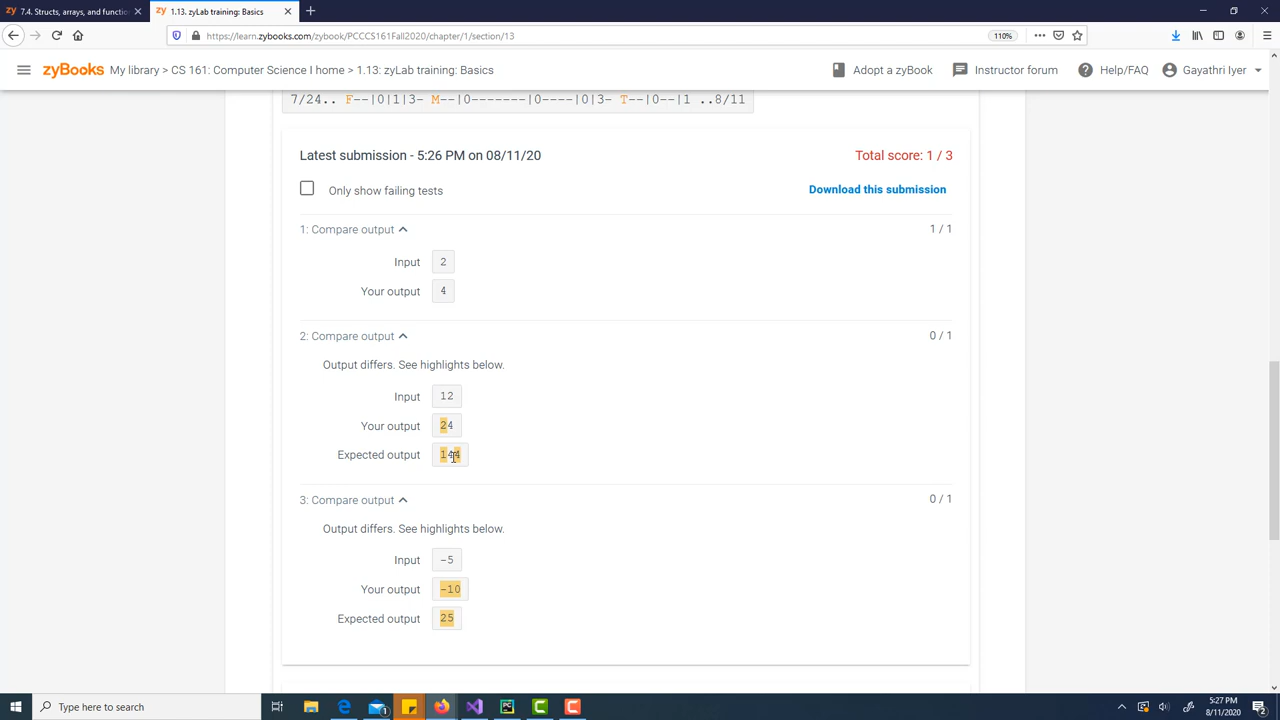 7.4. Structs, arrays, and function
1.13. zyLab training: Basics
https://learn.zybooks.com/zybook/PCCCS161Fall2020/chapter/1/section/13
110%
zyBooks My library > CS 161: Computer Science I home > 1.13: zyLab training: Basics
Adopt a zyBook
Instructor forum
Help/FAQ
Gayathri Iyer
7/24.. F--|0|1|3- M--|0-------|0----|0|3- T--|0--|1 ..8/11
Latest submission - 5:26 PM on 08/11/20
Total score: 1 / 3
Only show failing tests
Download this submission
1: Compare output
1 / 1
Input 2
Your output 4
2: Compare output
0 / 1
Output differs. See highlights below.
Input 12
Your output 24
Expected output 144
3: Compare output
0 / 1
Output differs. See highlights below.
Input -5
Your output -10
Expected output 25
Type here to search
5:27 PM
8/11/2020